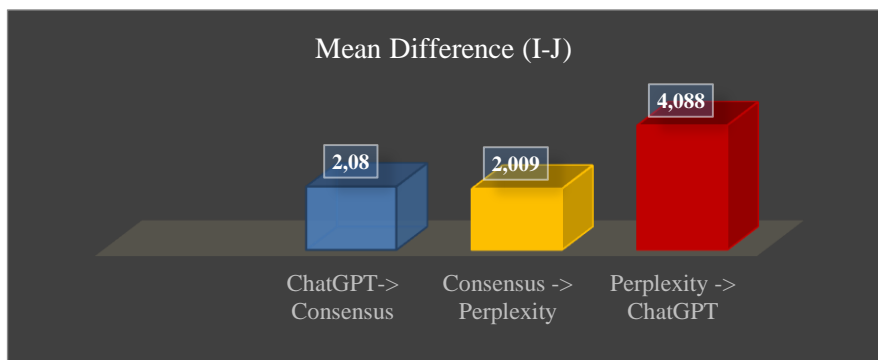 Mean Difference (I-J)
4,088
2,08
2,009
ChatGPT->
Consensus
Consensus ->
Perplexity
Perplexity ->
ChatGPT